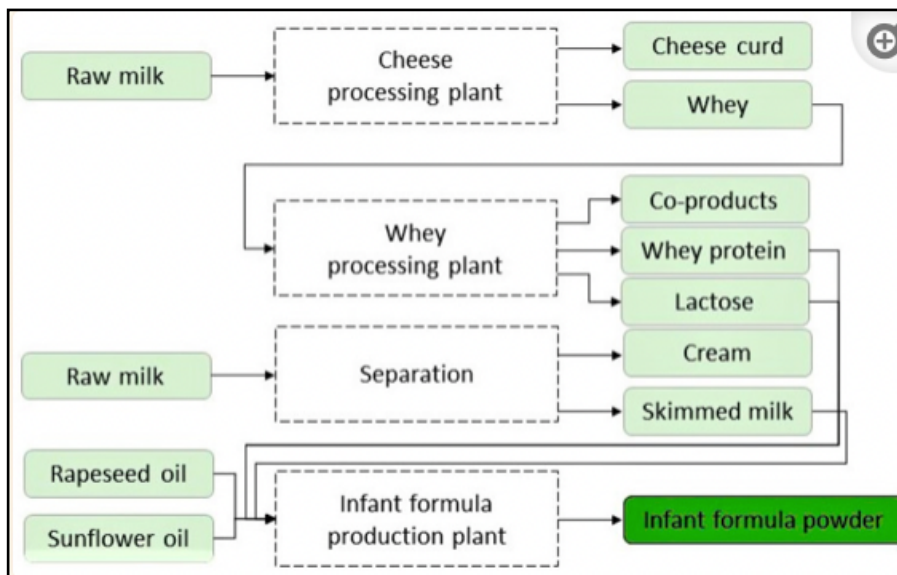 Raw milk
Cheese
processing plant
Cheese curd
Whey
Whey
processing plant
Co-products
Whey protein
Lactose
Raw milk
Separation
Cream
Skimmed milk
Rapeseed oil
Sunflower oil
Infant formula
production plant
Infant formula powder